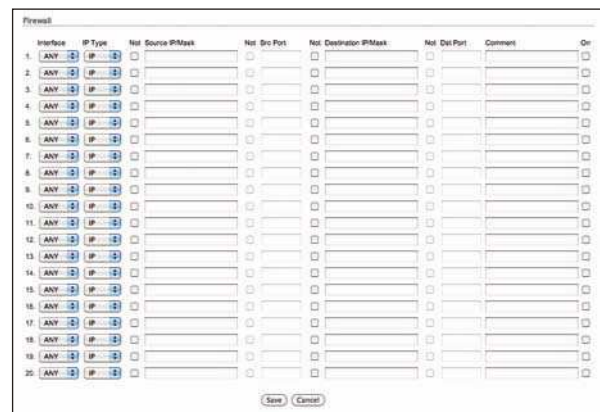 Firewall
Interface IP Type Not Source IP/Mask Not Src Port Not Destination IP/Mask Not Dst Port Comment On
1. ANY IP
2. ANY IP
3. ANY IP
4. ANY IP
5. ANY IP
6. ANY IP
7. ANY IP
8. ANY IP
9. ANY IP
10. ANY IP
11. ANY IP
12. ANY IP
13. ANY IP
14. ANY IP
15. ANY IP
16. ANY IP
17. ANY IP
18. ANY IP
19. ANY IP
20. ANY IP
Save Cancel